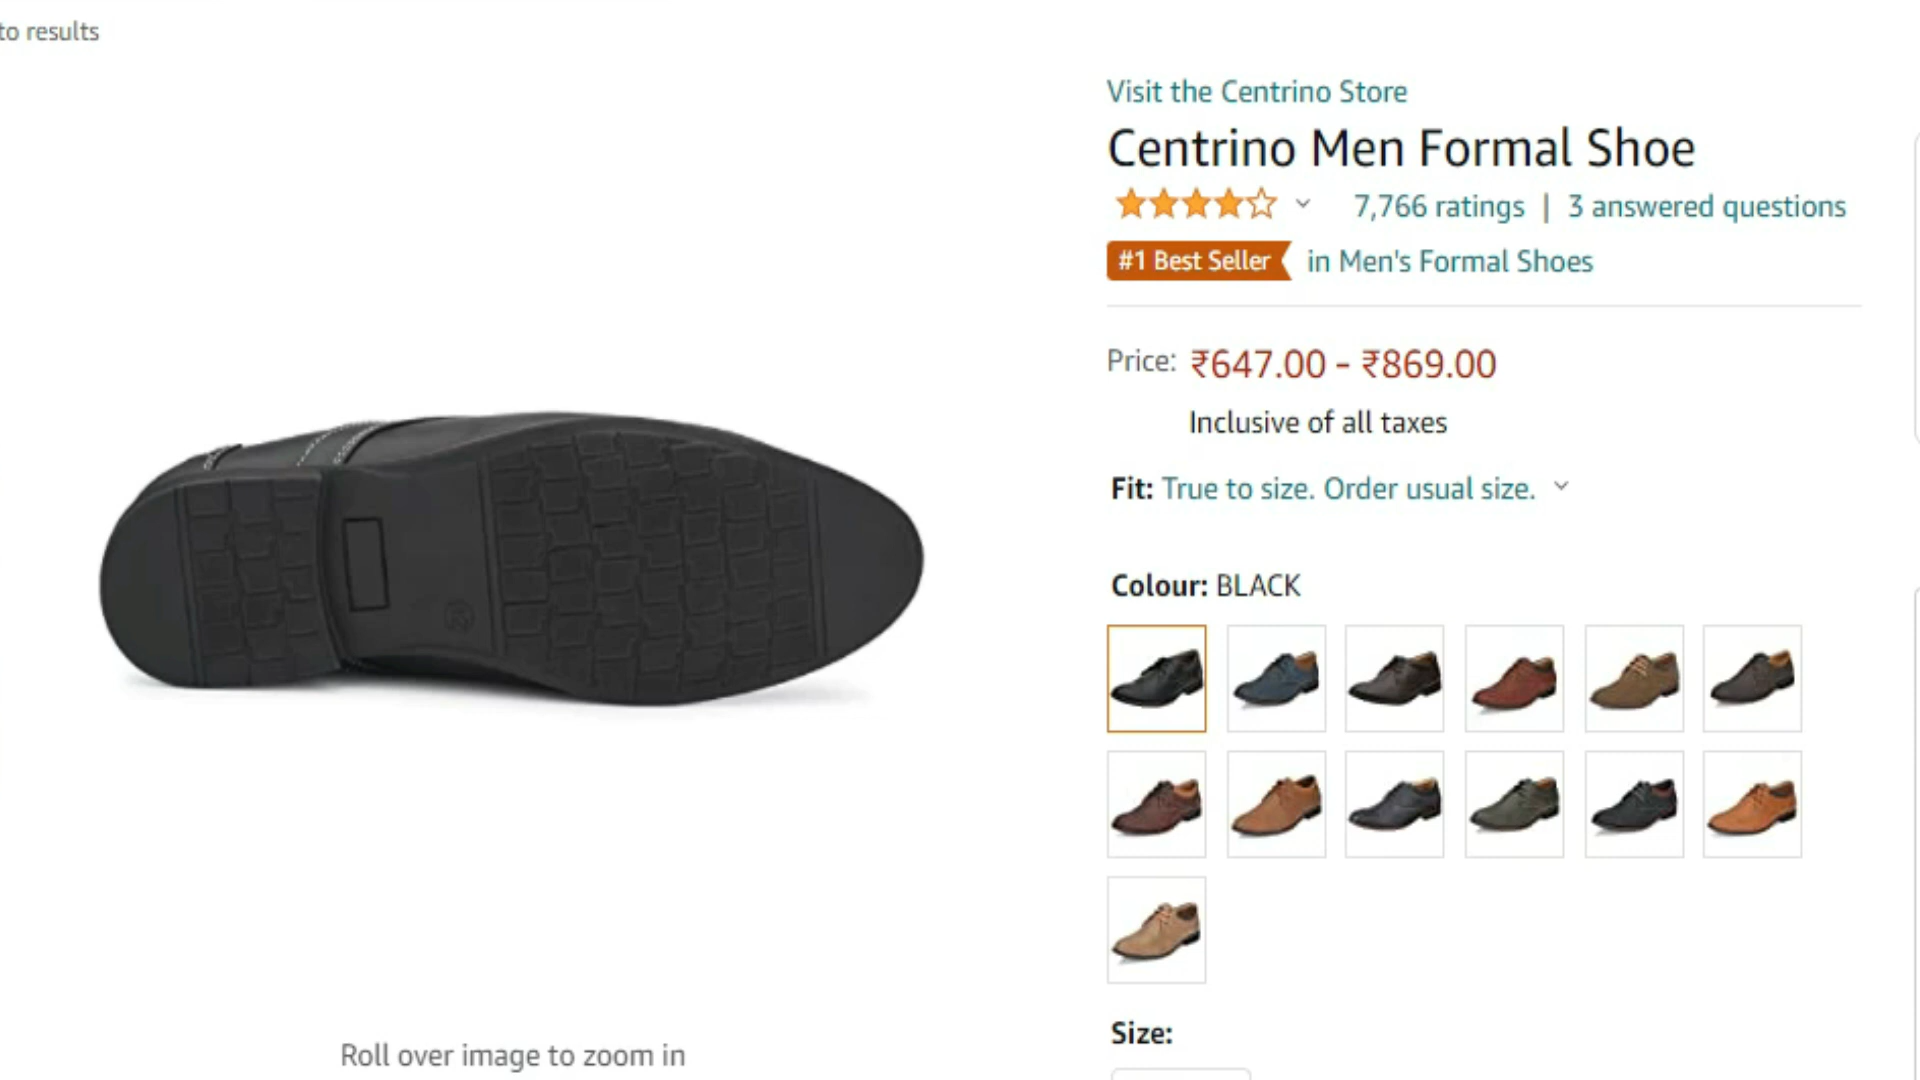 to results
Visit the Centrino Store
Centrino Men Formal Shoe
7,766 ratings | 3 answered questions
#1 Best Seller in Men's Formal Shoes
Price: ₹647.00 - ₹869.00
Inclusive of all taxes
Fit: True to size. Order usual size.
Colour: BLACK
Size:
Roll over image to zoom in